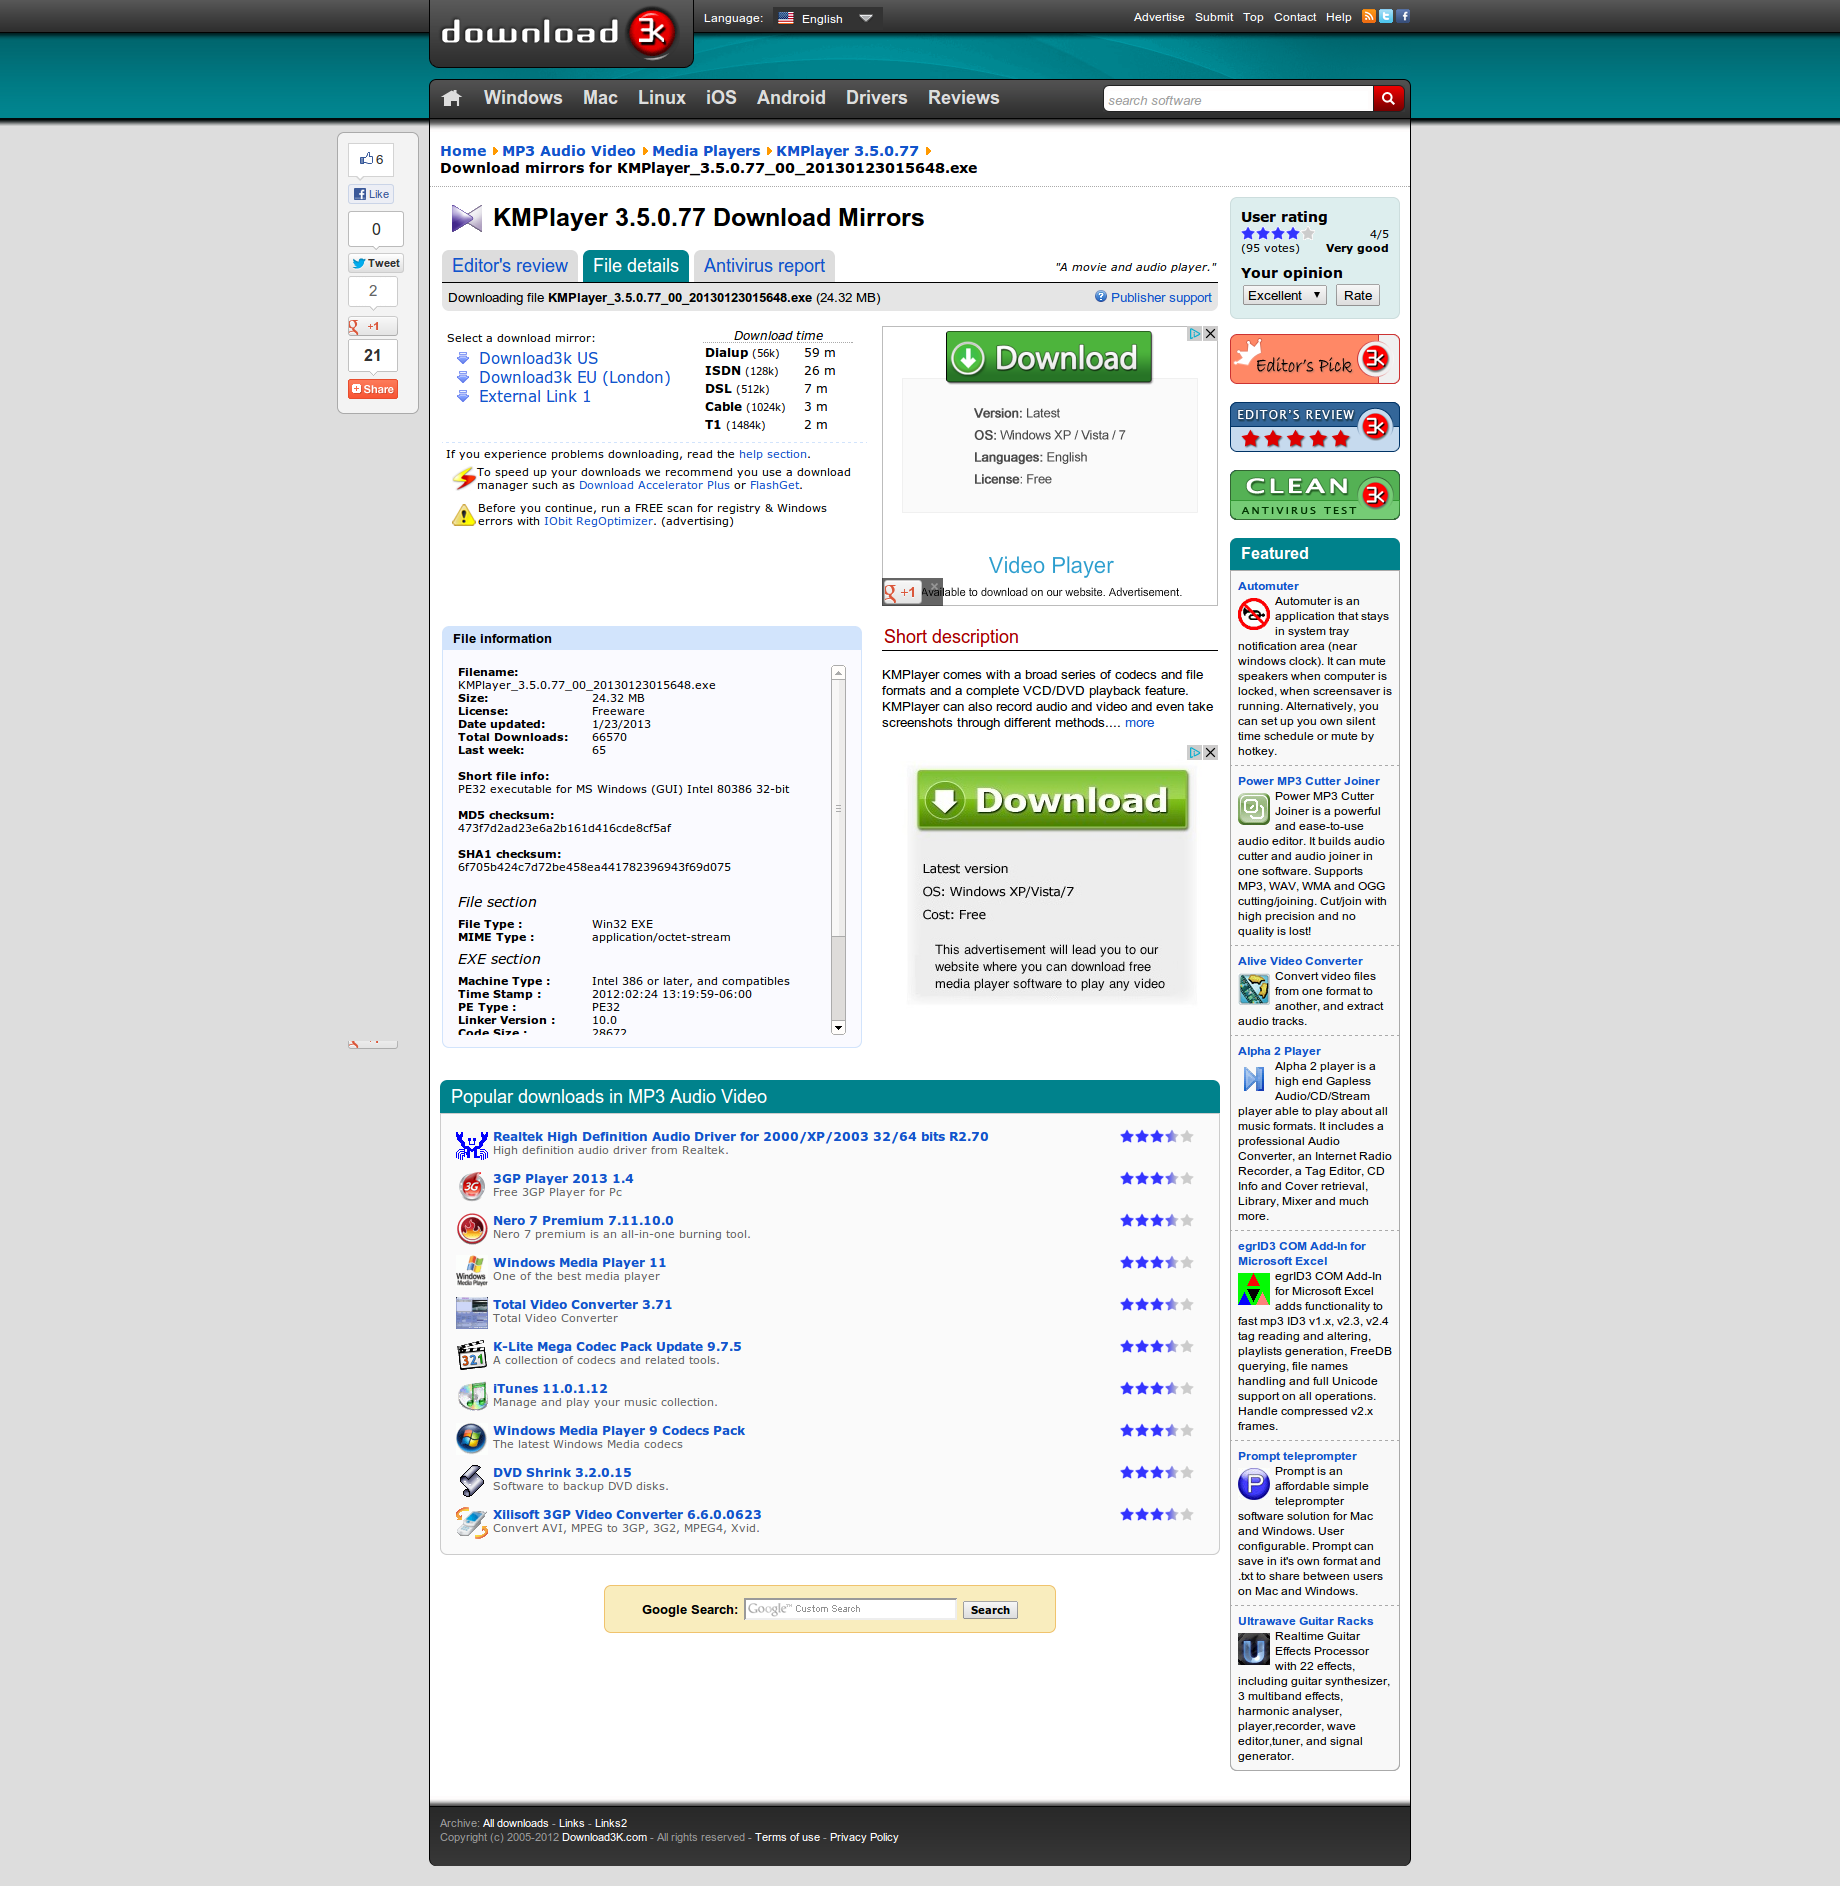 download 3k
Language: English
Advertise Submit Top Contact Help
Windows Mac Linux iOS Android Drivers Reviews
search software
6
Like
0
Tweet
2
+1
21
Share
Home MP3 Audio Video Media Players KMPlayer 3.5.0.77
Download mirrors for KMPlayer_3.5.0.77_00_20130123015648.exe
KMPlayer 3.5.0.77 Download Mirrors
Editor's review File details Antivirus report
"A movie and audio player."
Downloading file KMPlayer_3.5.0.77_00_20130123015648.exe (24.32 MB)
Publisher support
Select a download mirror:
Download3k US
Download3k EU (London)
External Link 1
Download time
Dialup (56k) 59 m
ISDN (128k) 26 m
DSL (512k) 7 m
Cable (1024k) 3 m
T1 (1484k) 2 m
If you experience problems downloading, read the help section.
To speed up your downloads we recommend you use a download
manager such as Download Accelerator Plus or FlashGet.
Before you continue, run a FREE scan for registry & Windows
errors with IObit RegOptimizer. (advertising)
Download
Version: Latest
OS: Windows XP / Vista / 7
Languages: English
License: Free
Video Player
+1
Available to download on our website. Advertisement.
File information
Filename:
KMPlayer_3.5.0.77_00_20130123015648.exe
Size: 24.32 MB
License: Freeware
Date updated: 1/23/2013
Total Downloads: 66570
Last week: 65
Short file info:
PE32 executable for MS Windows (GUI) Intel 80386 32-bit
MD5 checksum:
473f7d2ad23e6a2b161d416cde8cf5af
SHA1 checksum:
6f705b424c7d72be458ea441782396943f69d075
File section
File Type : Win32 EXE
MIME Type : application/octet-stream
EXE section
Machine Type : Intel 386 or later, and compatibles
Time Stamp : 2012:02:24 13:19:59-06:00
PE Type : PE32
Linker Version : 10.0
Code Size : 28672
Short description
KMPlayer comes with a broad series of codecs and file
formats and a complete VCD/DVD playback feature.
KMPlayer can also record audio and video and even take
screenshots through different methods.... more
Download
Latest version
OS: Windows XP/Vista/7
Cost: Free
This advertisement will lead you to our
website where you can download free
media player software to play any video
Popular downloads in MP3 Audio Video
Realtek High Definition Audio Driver for 2000/XP/2003 32/64 bits R2.70
High definition audio driver from Realtek.
3GP Player 2013 1.4
Free 3GP Player for Pc
Nero 7 Premium 7.11.10.0
Nero 7 premium is an all-in-one burning tool.
Windows Media Player 11
One of the best media player
Total Video Converter 3.71
Total Video Converter
K-Lite Mega Codec Pack Update 9.7.5
A collection of codecs and related tools.
iTunes 11.0.1.12
Manage and play your music collection.
Windows Media Player 9 Codecs Pack
The latest Windows Media codecs
DVD Shrink 3.2.0.15
Software to backup DVD disks.
Xilisoft 3GP Video Converter 6.6.0.0623
Convert AVI, MPEG to 3GP, 3G2, MPEG4, Xvid.
Google Search: Google™ Custom Search Search
User rating
4/5
(95 votes) Very good
Your opinion
Excellent Rate
Editor's Pick 3k
EDITOR'S REVIEW 3k
CLEAN 3k
ANTIVIRUS TEST
Featured
Automuter
Automuter is an
application that stays
in system tray
notification area (near
windows clock). It can mute
speakers when computer is
locked, when screensaver is
running. Alternatively, you
can set up you own silent
time schedule or mute by
hotkey.
Power MP3 Cutter Joiner
Power MP3 Cutter
Joiner is a powerful
and ease-to-use
audio editor. It builds audio
cutter and audio joiner in
one software. Supports
MP3, WAV, WMA and OGG
cutting/joining. Cut/join with
high precision and no
quality is lost!
Alive Video Converter
Convert video files
from one format to
another, and extract
audio tracks.
Alpha 2 Player
Alpha 2 player is a
high end Gapless
Audio/CD/Stream
player able to play about all
music formats. It includes a
professional Audio
Converter, an Internet Radio
Recorder, a Tag Editor, CD
Info and Cover retrieval,
Library, Mixer and much
more.
egrID3 COM Add-In for
Microsoft Excel
egrID3 COM Add-In
for Microsoft Excel
adds functionality to
fast mp3 ID3 v1.x, v2.3, v2.4
tag reading and altering,
playlists generation, FreeDB
querying, file names
handling and full Unicode
support on all operations.
Handle compressed v2.x
frames.
Prompt teleprompter
Prompt is an
affordable simple
teleprompter
software solution for Mac
and Windows. User
configurable. Prompt can
save in it's own format and
.txt to share between users
on Mac and Windows.
Ultrawave Guitar Racks
Realtime Guitar
Effects Processor
with 22 effects,
including guitar synthesizer,
3 multiband effects,
harmonic analyser,
player,recorder, wave
editor,tuner, and signal
generator.
Archive: All downloads - Links - Links2
Copyright (c) 2005-2012 Download3K.com - All rights reserved - Terms of use - Privacy Policy